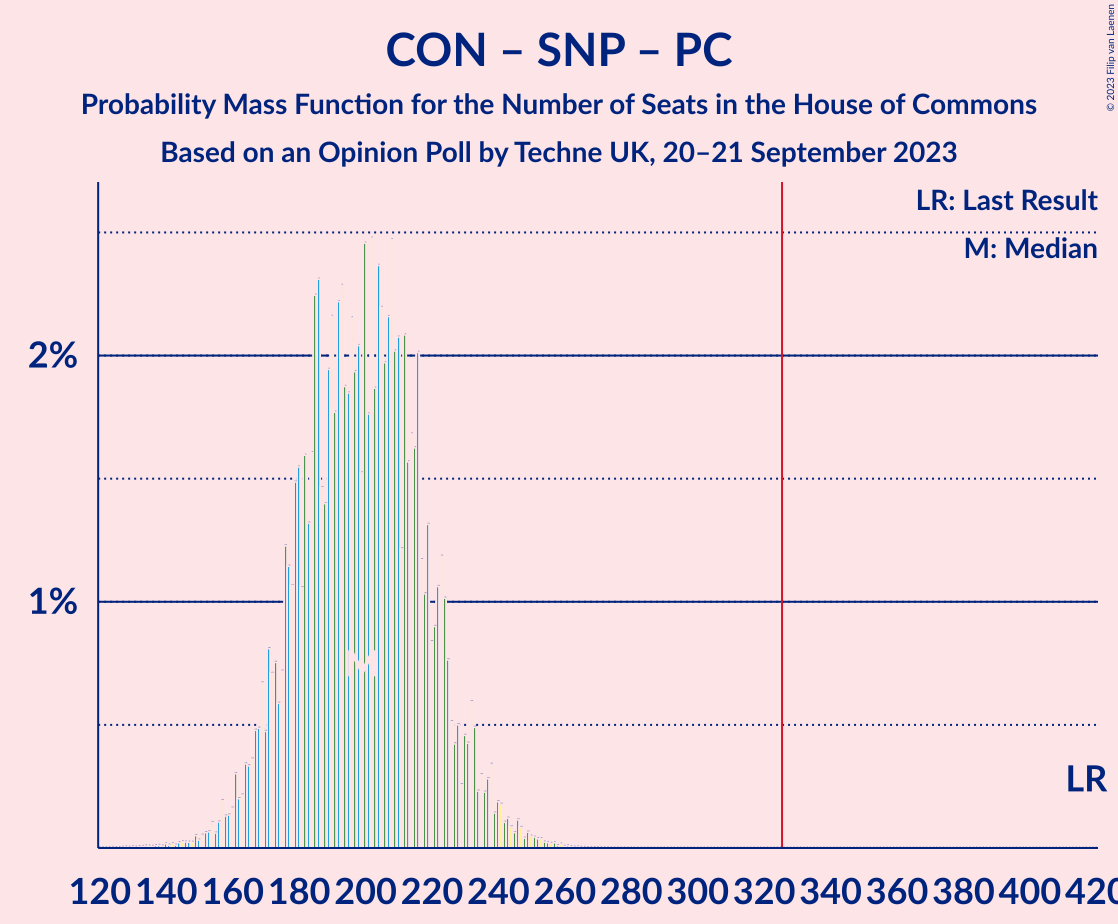 CON – SNP – PC
Probability Mass Function for the Number of Seats in the House of Commons
Based on an Opinion Poll by Techne UK, 20–21 September 2023
© 2023 Filip van Laenen
LR: Last Result
M: Median
2%
1%
M
LR
120 140 160 180 200 220 240 260 280 300 320 340 360 380 400 420